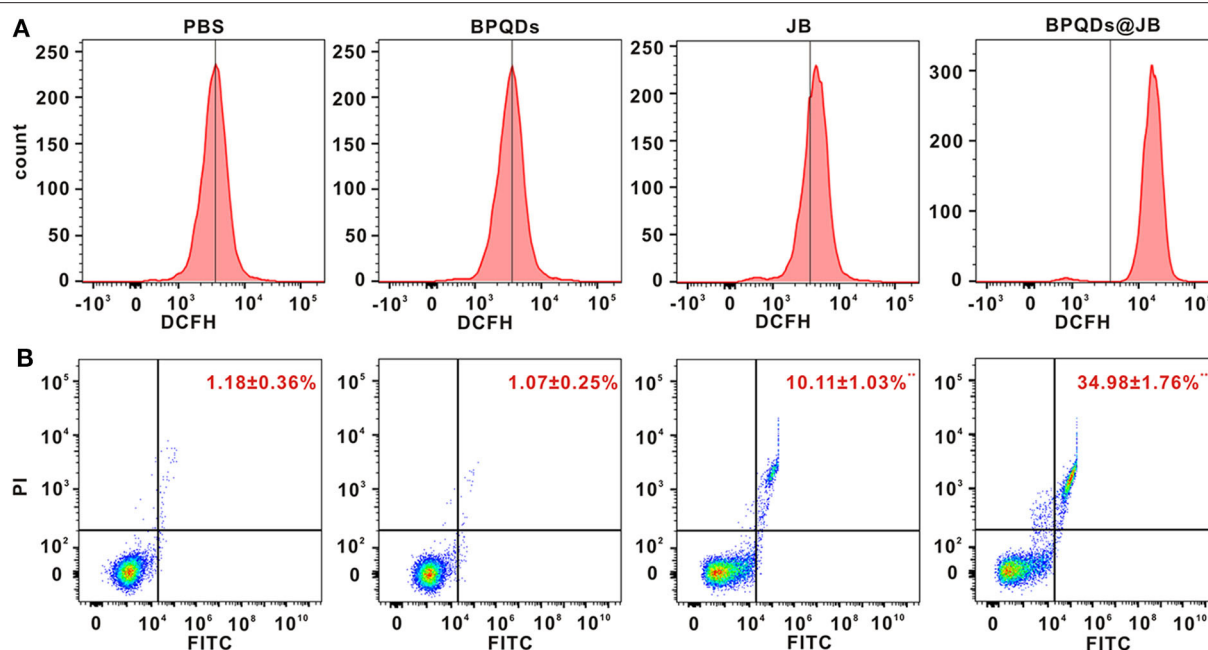 A
PBS BPQDs JB BPQDs@JB
count
250 200 150 100 50 0
-10³ 0 10³ 10⁴ 10⁵
DCFH
250 200 150 100 50 0
-10³ 0 10³ 10⁴ 10⁵
DCFH
250 200 150 100 50 0
-10³ 0 10³ 10⁴ 10⁵
DCFH
300 200 100 0
-10³ 0 10³ 10⁴ 10⁵
DCFH
B
PI
1.18±0.36%
10⁵ 10⁴ 10³ 10² 0
0 10⁴ 10⁶ 10⁸ 10¹⁰
FITC
1.07±0.25%
10⁵ 10⁴ 10³ 10² 0
0 10⁴ 10⁶ 10⁸ 10¹⁰
FITC
10.11±1.03%**
10⁵ 10⁴ 10³ 10² 0
0 10⁴ 10⁶ 10⁸ 10¹⁰
FITC
34.98±1.76%**
10⁵ 10⁴ 10³ 10² 0
0 10⁴ 10⁶ 10⁸ 10¹⁰
FITC